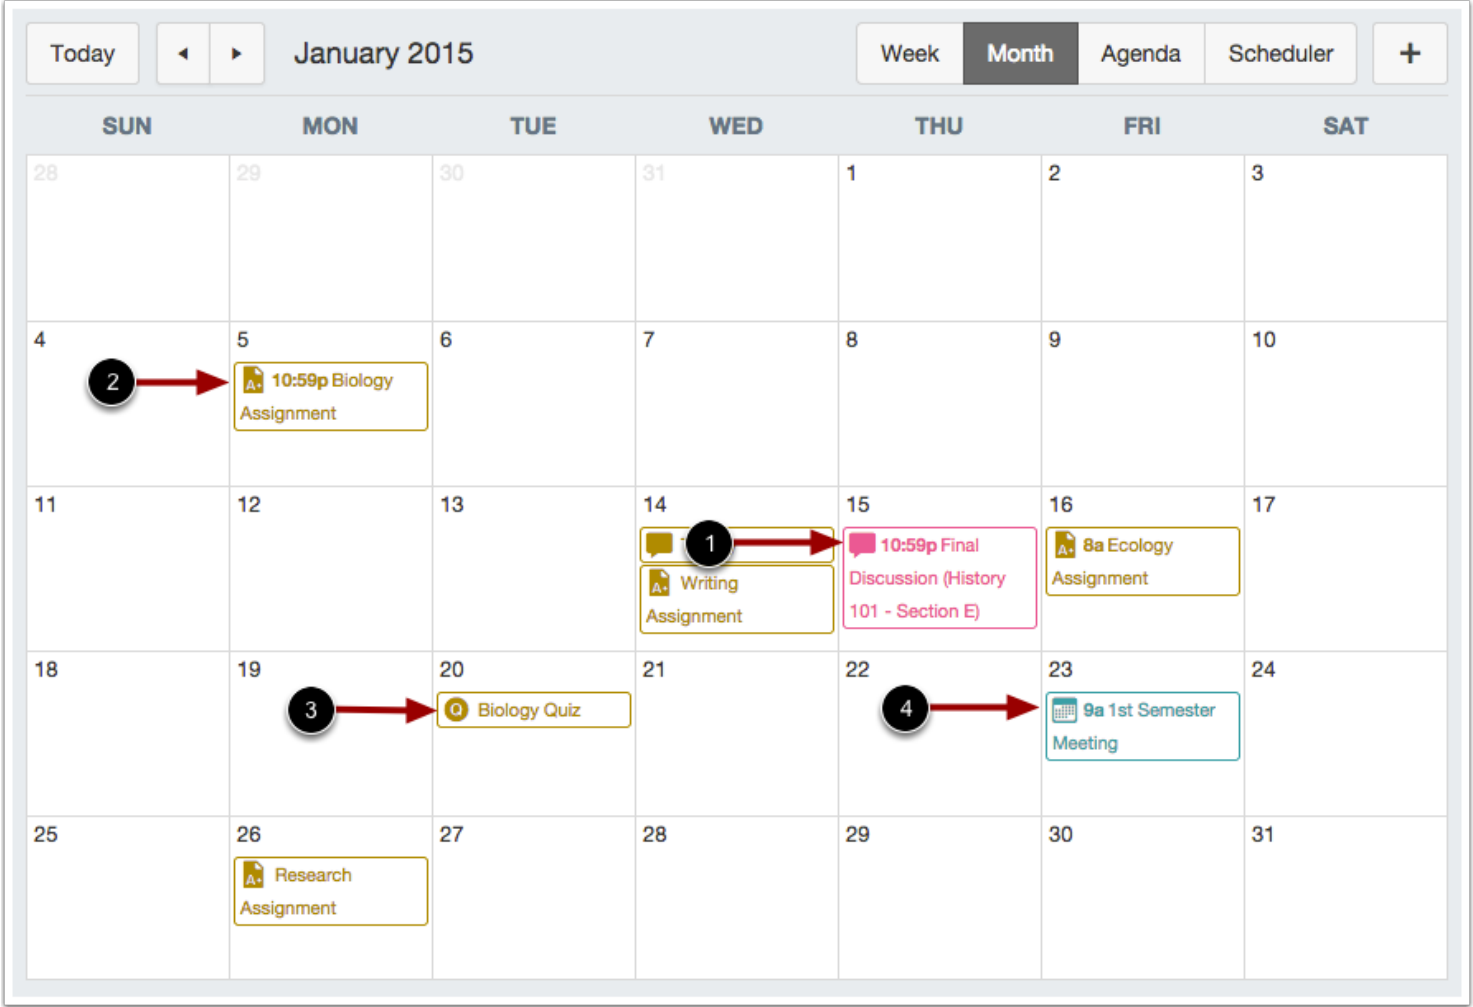 Today
January 2015
Week Month Agenda Scheduler +
SUN MON TUE WED THU FRI SAT
28 29 30 31 1 2 3
4 5 6 7 8 9 10
2
A+ 10:59p Biology
Assignment
11 12 13 14 15 16 17
1
A+ Writing
Assignment
10:59p Final
Discussion (History
101 - Section E)
A+ 8a Ecology
Assignment
18 19 20 21 22 23 24
3
Q Biology Quiz
4
9a 1st Semester
Meeting
25 26 27 28 29 30 31
A+ Research
Assignment